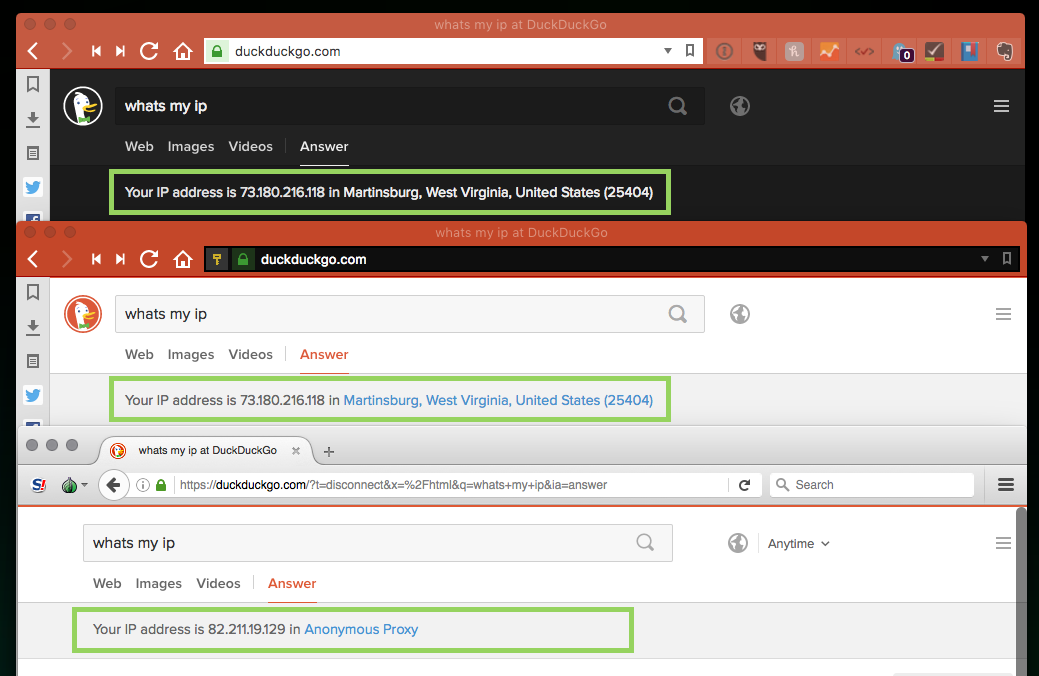 whats my ip at DuckDuckGo
duckduckgo.com
0
whats my ip
Web Images Videos Answer
Your IP address is 73.180.216.118 in Martinsburg, West Virginia, United States (25404)
whats my ip at DuckDuckGo
duckduckgo.com
whats my ip
Web Images Videos Answer
Your IP address is 73.180.216.118 in Martinsburg, West Virginia, United States (25404)
whats my ip at DuckDuckGo
S! https://duckduckgo.com/?t=disconnect&x=%2Fhtml&q=whats+my+ip&ia=answer Search
whats my ip Anytime
Web Images Videos Answer
Your IP address is 82.211.19.129 in Anonymous Proxy